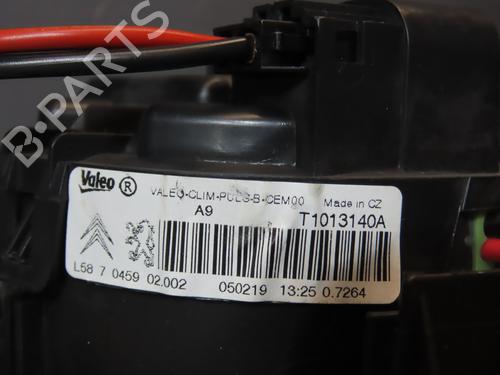 B-PARTS
Valeo ® VALEO-CLIM-PULS-B-CEM00 Made in CZ
A9 T1013140A
L58 7 0459 02.002 050219 13:25 0.7264